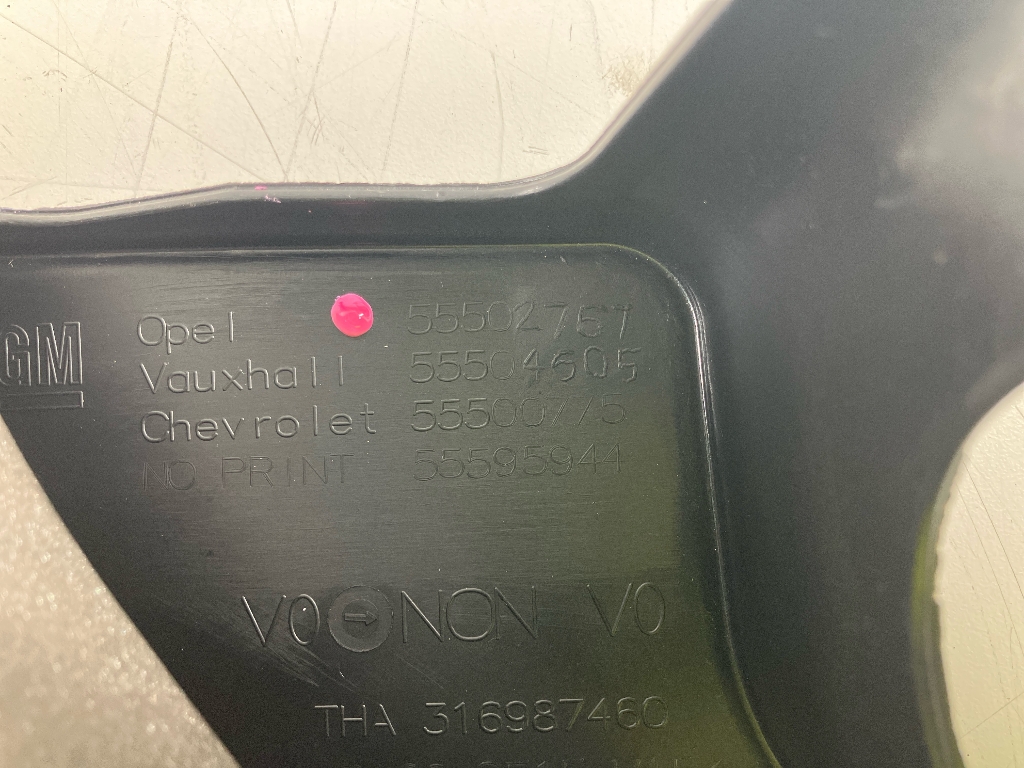 GM
Opel 55502767
Vauxhall 55504605
Chevrolet 55500775
NO PRINT 55595944
V0 NON V0
THA 316987460